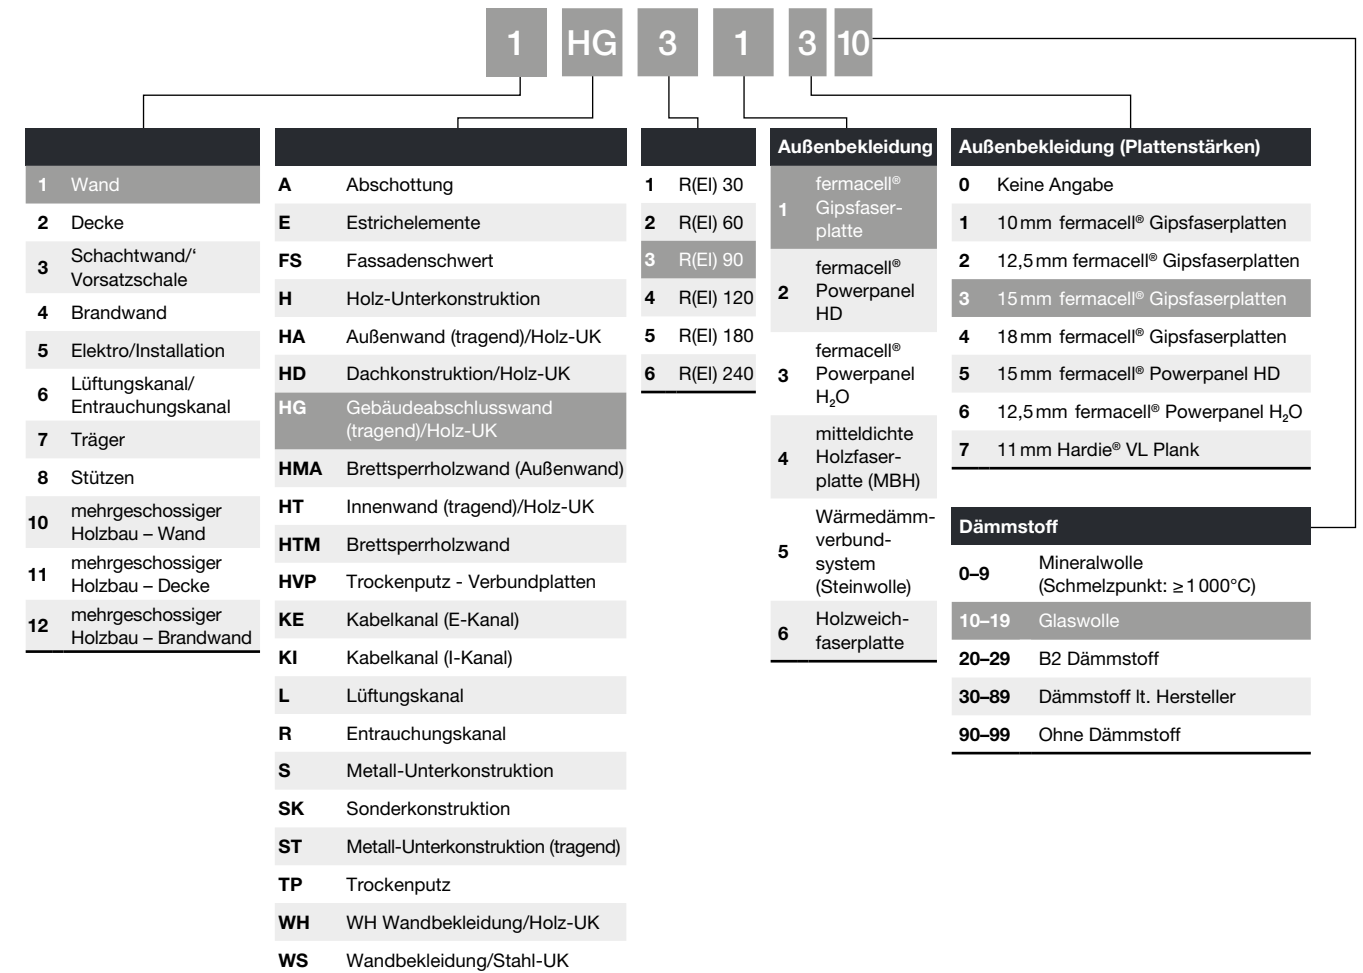 1 HG 3 1 3 10
1 Wand
2 Decke
3 Schachtwand/‘
Vorsatzschale
4 Brandwand
5 Elektro/Installation
6 Lüftungskanal/
Entrauchungskanal
7 Träger
8 Stützen
10 mehrgeschossiger
Holzbau – Wand
11 mehrgeschossiger
Holzbau – Decke
12 mehrgeschossiger
Holzbau – Brandwand
A Abschottung
E Estrichelemente
FS Fassadenschwert
H Holz-Unterkonstruktion
HA Außenwand (tragend)/Holz-UK
HD Dachkonstruktion/Holz-UK
HG Gebäudeabschlusswand
(tragend)/Holz-UK
HMA Brettsperrholzwand (Außenwand)
HT Innenwand (tragend)/Holz-UK
HTM Brettsperrholzwand
HVP Trockenputz - Verbundplatten
KE Kabelkanal (E-Kanal)
KI Kabelkanal (I-Kanal)
L Lüftungskanal
R Entrauchungskanal
S Metall-Unterkonstruktion
SK Sonderkonstruktion
ST Metall-Unterkonstruktion (tragend)
TP Trockenputz
WH WH Wandbekleidung/Holz-UK
WS Wandbekleidung/Stahl-UK
1 R(EI) 30
2 R(EI) 60
3 R(EI) 90
4 R(EI) 120
5 R(EI) 180
6 R(EI) 240
Außenbekleidung
1 fermacell®
Gipsfaser-
platte
2 fermacell®
Powerpanel
HD
3 fermacell®
Powerpanel
H₂O
4 mitteldichte
Holzfaser-
platte (MBH)
5 Wärmedämm-
verbund-
system
(Steinwolle)
6 Holzweich-
faserplatte
Außenbekleidung (Plattenstärken)
0 Keine Angabe
1 10 mm fermacell® Gipsfaserplatten
2 12,5 mm fermacell® Gipsfaserplatten
3 15 mm fermacell® Gipsfaserplatten
4 18 mm fermacell® Gipsfaserplatten
5 15 mm fermacell® Powerpanel HD
6 12,5 mm fermacell® Powerpanel H₂O
7 11 mm Hardie® VL Plank
Dämmstoff
0–9 Mineralwolle
(Schmelzpunkt: ≥ 1 000°C)
10–19 Glaswolle
20–29 B2 Dämmstoff
30–89 Dämmstoff lt. Hersteller
90–99 Ohne Dämmstoff